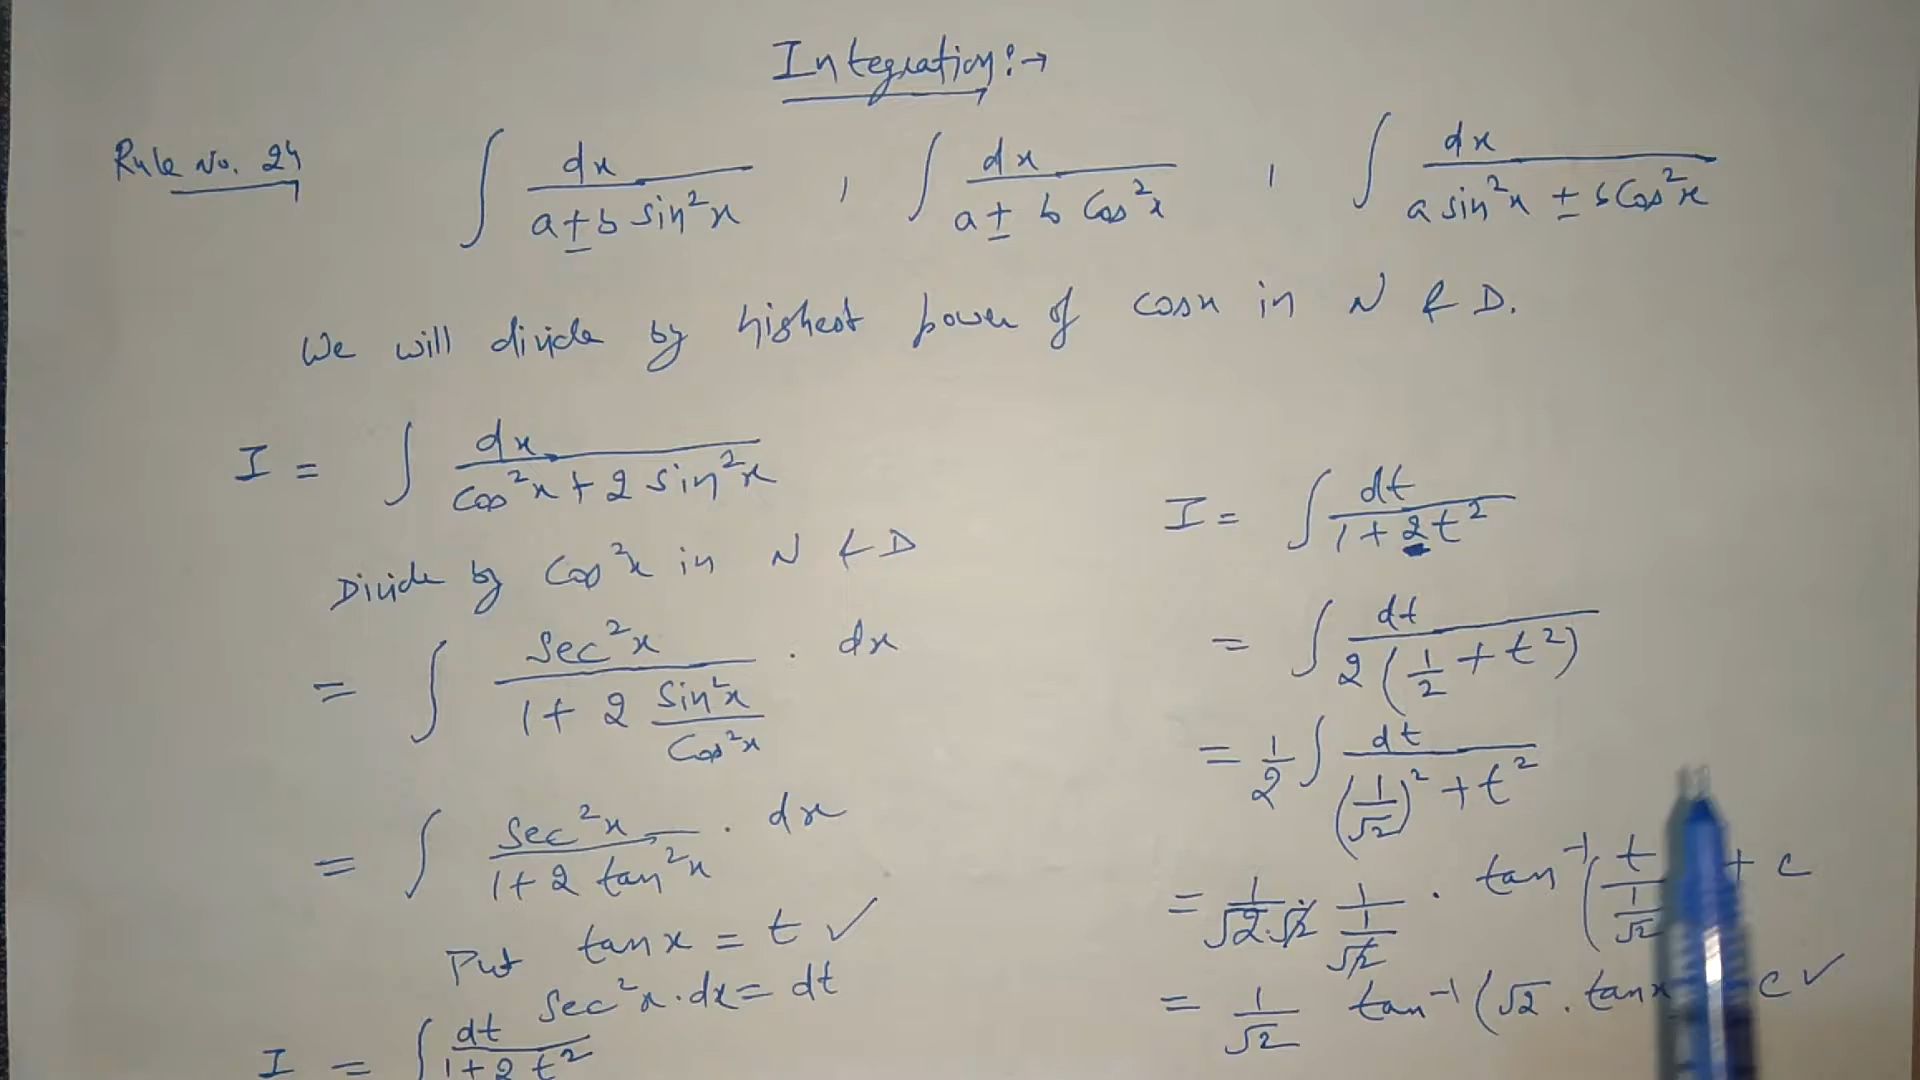 Integration:→
Rule No. 24 ∫ dx/(a ± b sin²x) , ∫ dx/(a ± b Cos²x) , ∫ dx/(a sin²x ± b Cos²x)
We will divide by highest power of cosx in N & D.
I = ∫ dx/(Cos²x + 2 sin²x)
Divide by Cos²x in N & D
= ∫ Sec²x/(1 + 2 Sin²x/Cos²x) . dx
= ∫ Sec²x/(1 + 2 tan²x) . dx
Put tanx = t ✓
Sec²x.dx = dt
I = ∫ dt/(1 + 2t²)
I = ∫ dt/(1 + 2t²)
= ∫ dt/(2(1/2 + t²))
= 1/2 ∫ dt/((1/√2)² + t²)
= 1/(√2.√2) 1/(1/√2) . tan⁻¹(t/(1/√2) + c
= 1/√2 tan⁻¹(√2 . tanx c ✓